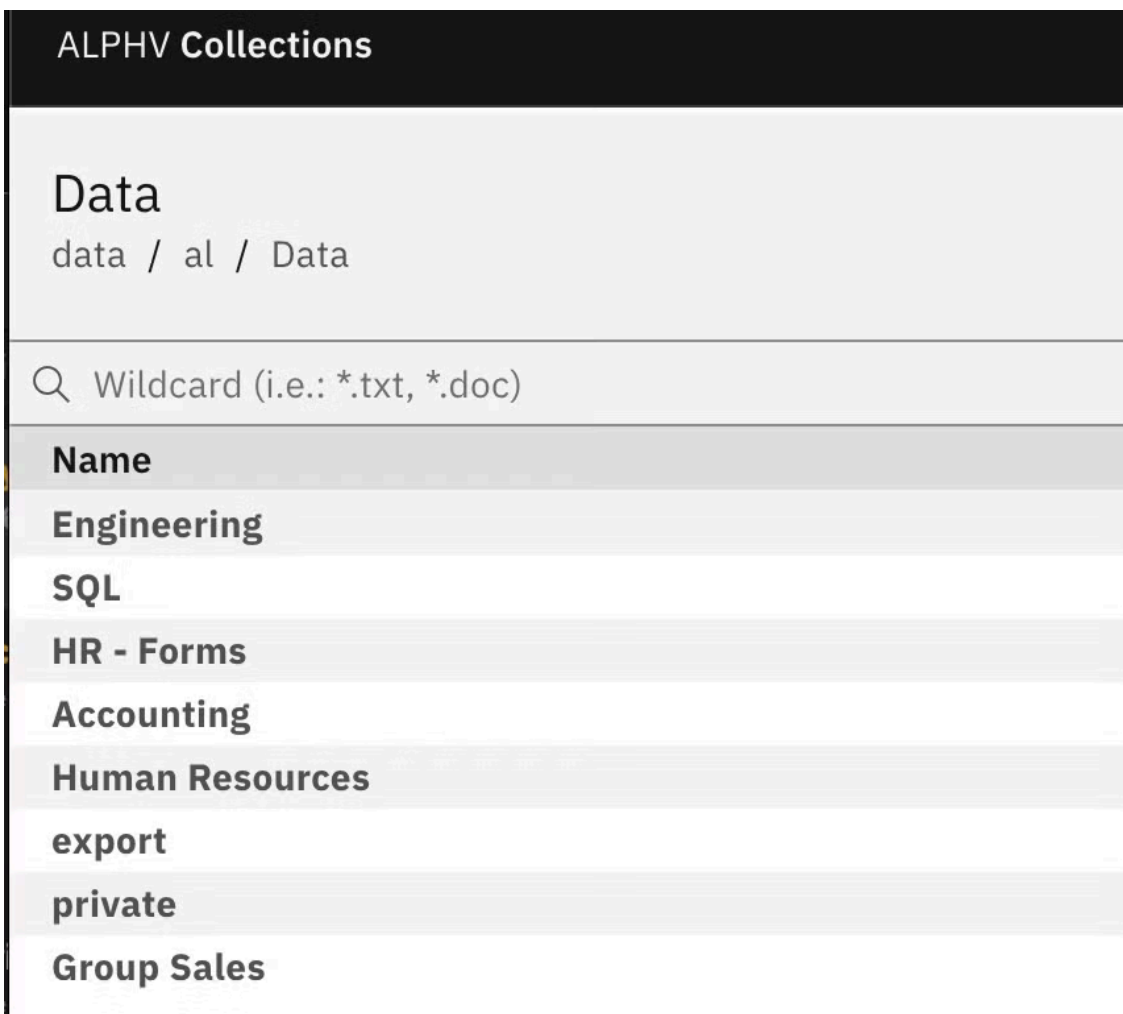 ALPHV Collections
Data
data / al / Data
Wildcard (i.e.: *.txt, *.doc)
Name
Engineering
SQL
HR - Forms
Accounting
Human Resources
export
private
Group Sales